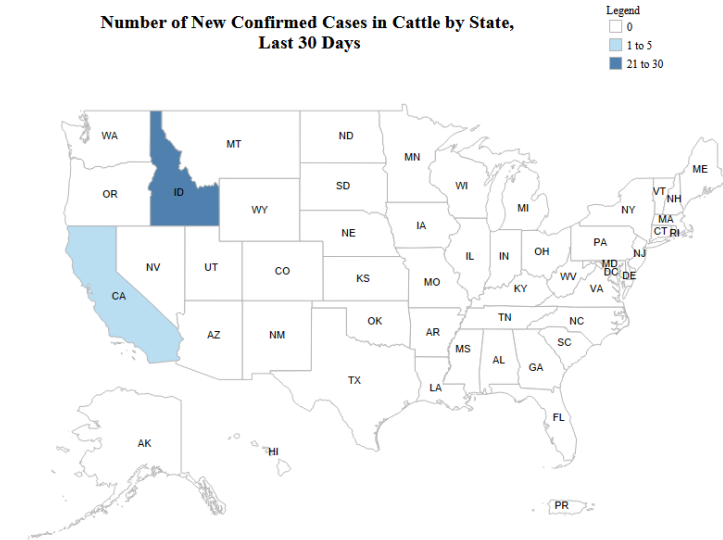 Number of New Confirmed Cases in Cattle by State,
Last 30 Days
Legend
0
1 to 5
21 to 30
WA
MT
ND
MN
ME
OR
ID
SD
WI
MI
VT
NH
WY
NY
MA
CT
RI
IA
NE
PA
NJ
NV
UT
CO
IL
IN
OH
MD
DC
DE
CA
KS
MO
WV
VA
KY
AZ
NM
OK
AR
TN
NC
SC
MS
AL
GA
TX
LA
FL
AK
HI
PR